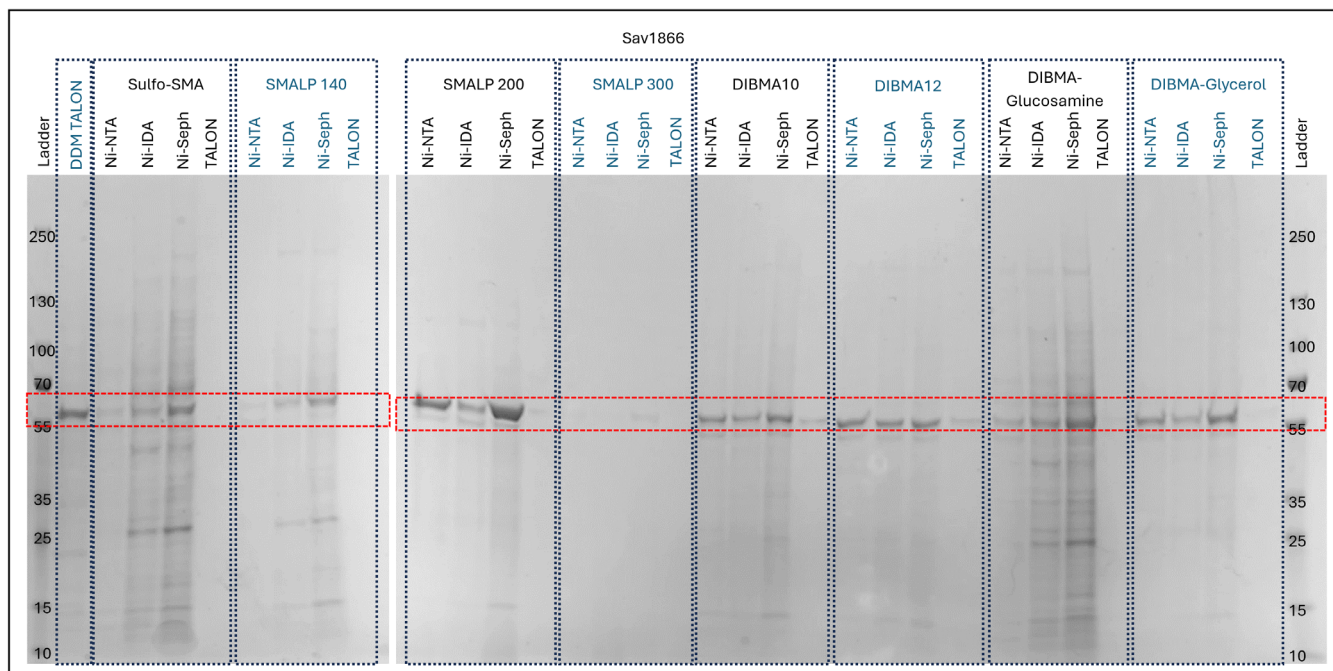 Sav1866
Sulfo-SMA
SMALP 140
SMALP 200
SMALP 300
DIBMA10
DIBMA12
DIBMA-
Glucosamine
DIBMA-Glycerol
Ladder
DDM TALON
Ni-NTA
Ni-IDA
Ni-Seph
TALON
Ni-NTA
Ni-IDA
Ni-Seph
TALON
Ni-NTA
Ni-IDA
Ni-Seph
TALON
Ni-NTA
Ni-IDA
Ni-Seph
TALON
Ni-NTA
Ni-IDA
Ni-Seph
TALON
Ni-NTA
Ni-IDA
Ni-Seph
TALON
Ni-NTA
Ni-IDA
Ni-Seph
TALON
Ni-NTA
Ni-IDA
Ni-Seph
TALON
Ladder
250
130
100
70
55
35
25
15
10
250
130
100
70
55
35
25
15
10